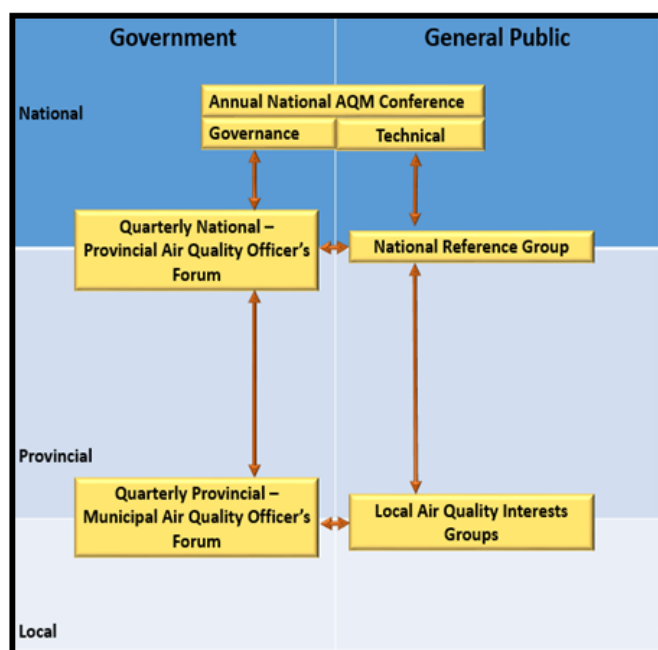 Government
General Public
National
Annual National AQM Conference
Governance
Technical
Quarterly National –
Provincial Air Quality Officer's
Forum
National Reference Group
Provincial
Quarterly Provincial –
Municipal Air Quality Officer's
Forum
Local Air Quality Interests
Groups
Local